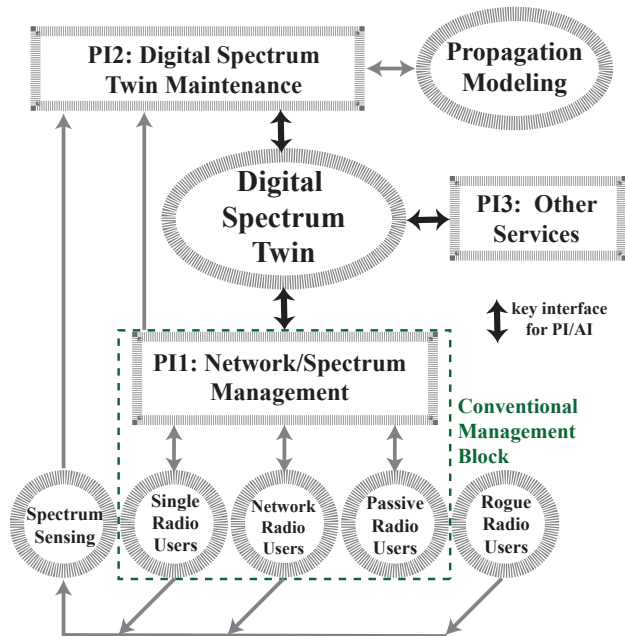 PI2: Digital Spectrum
Twin Maintenance
Propagation
Modeling
Digital
Spectrum
Twin
PI3:  Other
Services
key interface
for PI/AI
PI1: Network/Spectrum
Management
Conventional
Management
Block
Spectrum
Sensing
Single
Radio
Users
Network
Radio
Users
Passive
Radio
Users
Rogue
Radio
Users